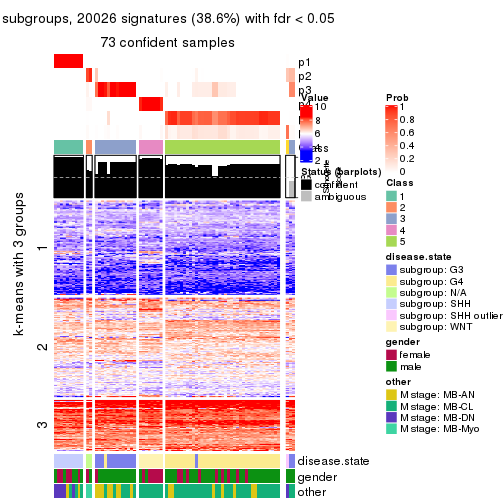 subgroups, 20026 signatures (38.6%) with fdr < 0.05
73 confident samples
p1
p2
p3
Value
10
8
6
4
2
Prob
1
0.8
0.6
0.4
0.2
0
Status (barplots)
confident
ambiguous
Class
1
2
3
4
5
k-means with 3 groups
1
2
3
disease.state
subgroup: G3
subgroup: G4
subgroup: N/A
subgroup: SHH
subgroup: SHH outlier
subgroup: WNT
gender
female
male
other
M stage: MB-AN
M stage: MB-CL
M stage: MB-DN
M stage: MB-Myo
disease.state
gender
other